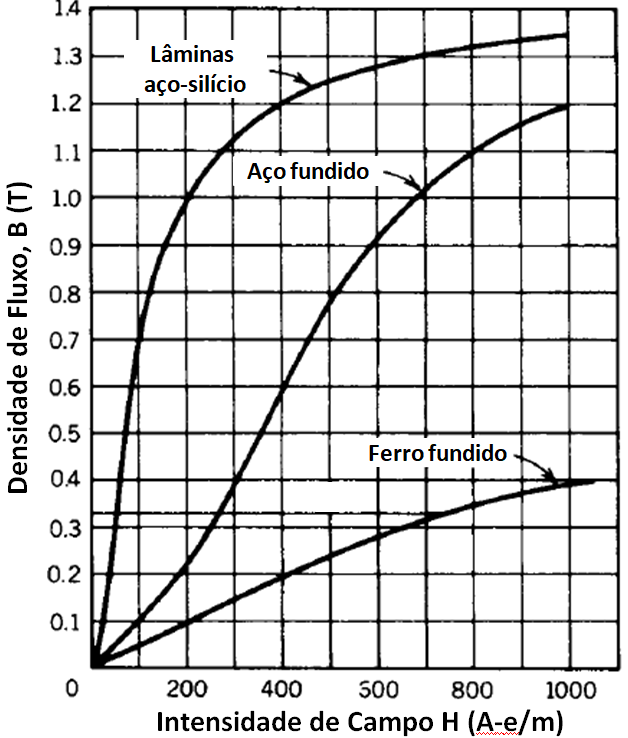 1.4
1.3
1.2
1.1
1.0
0.9
0.8
0.7
0.6
0.5
0.4
0.3
0.2
0.1
Densidade de Fluxo, B (T)
Lâminas
aço-silício
Aço fundido
Ferro fundido
0 200 400 500 800 1000
Intensidade de Campo H (A-e/m)